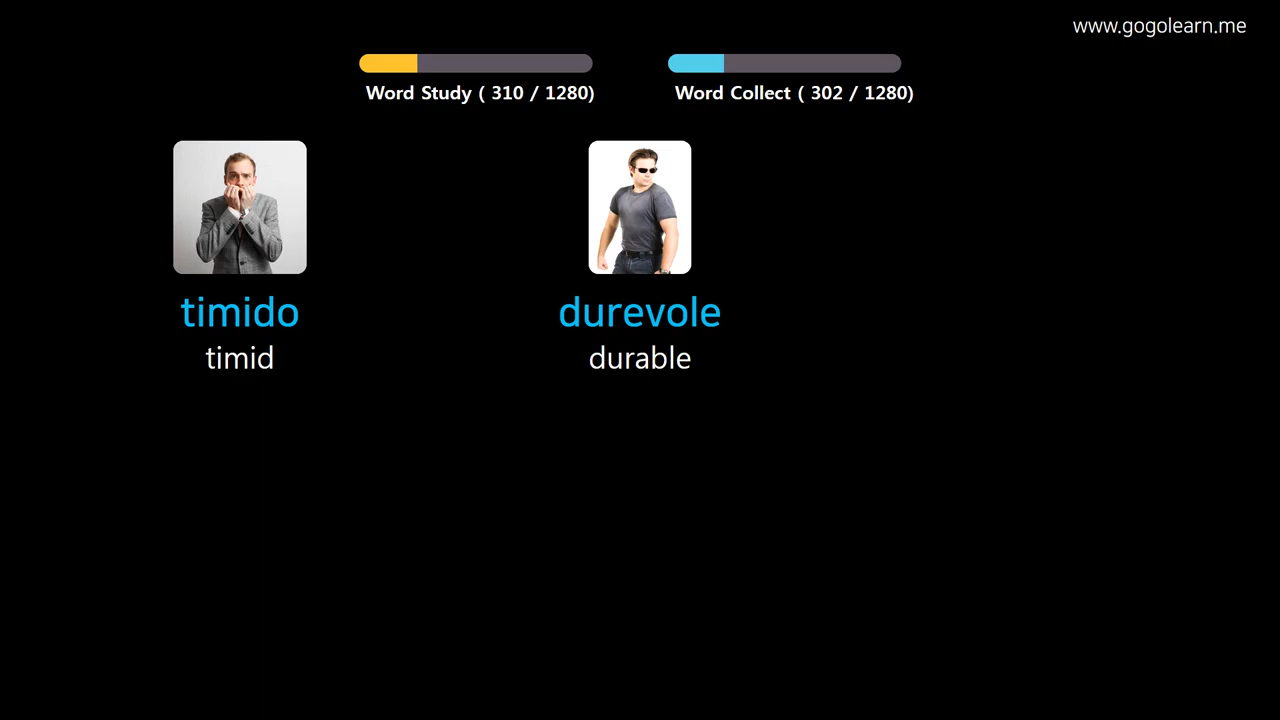 www.gogolearn.me
Word Study ( 310 / 1280)
Word Collect ( 302 / 1280)
timido
durevole
timid
durable